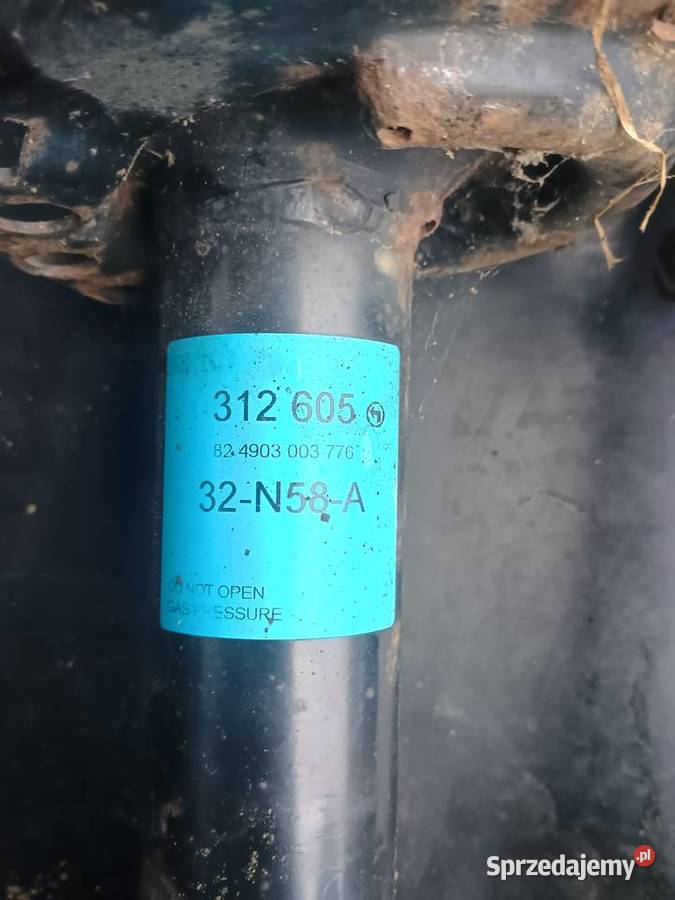 312 605
82 4903 003 776
32-N58-A
DO NOT OPEN
GAS PRESSURE
Sprzedajemy.pl